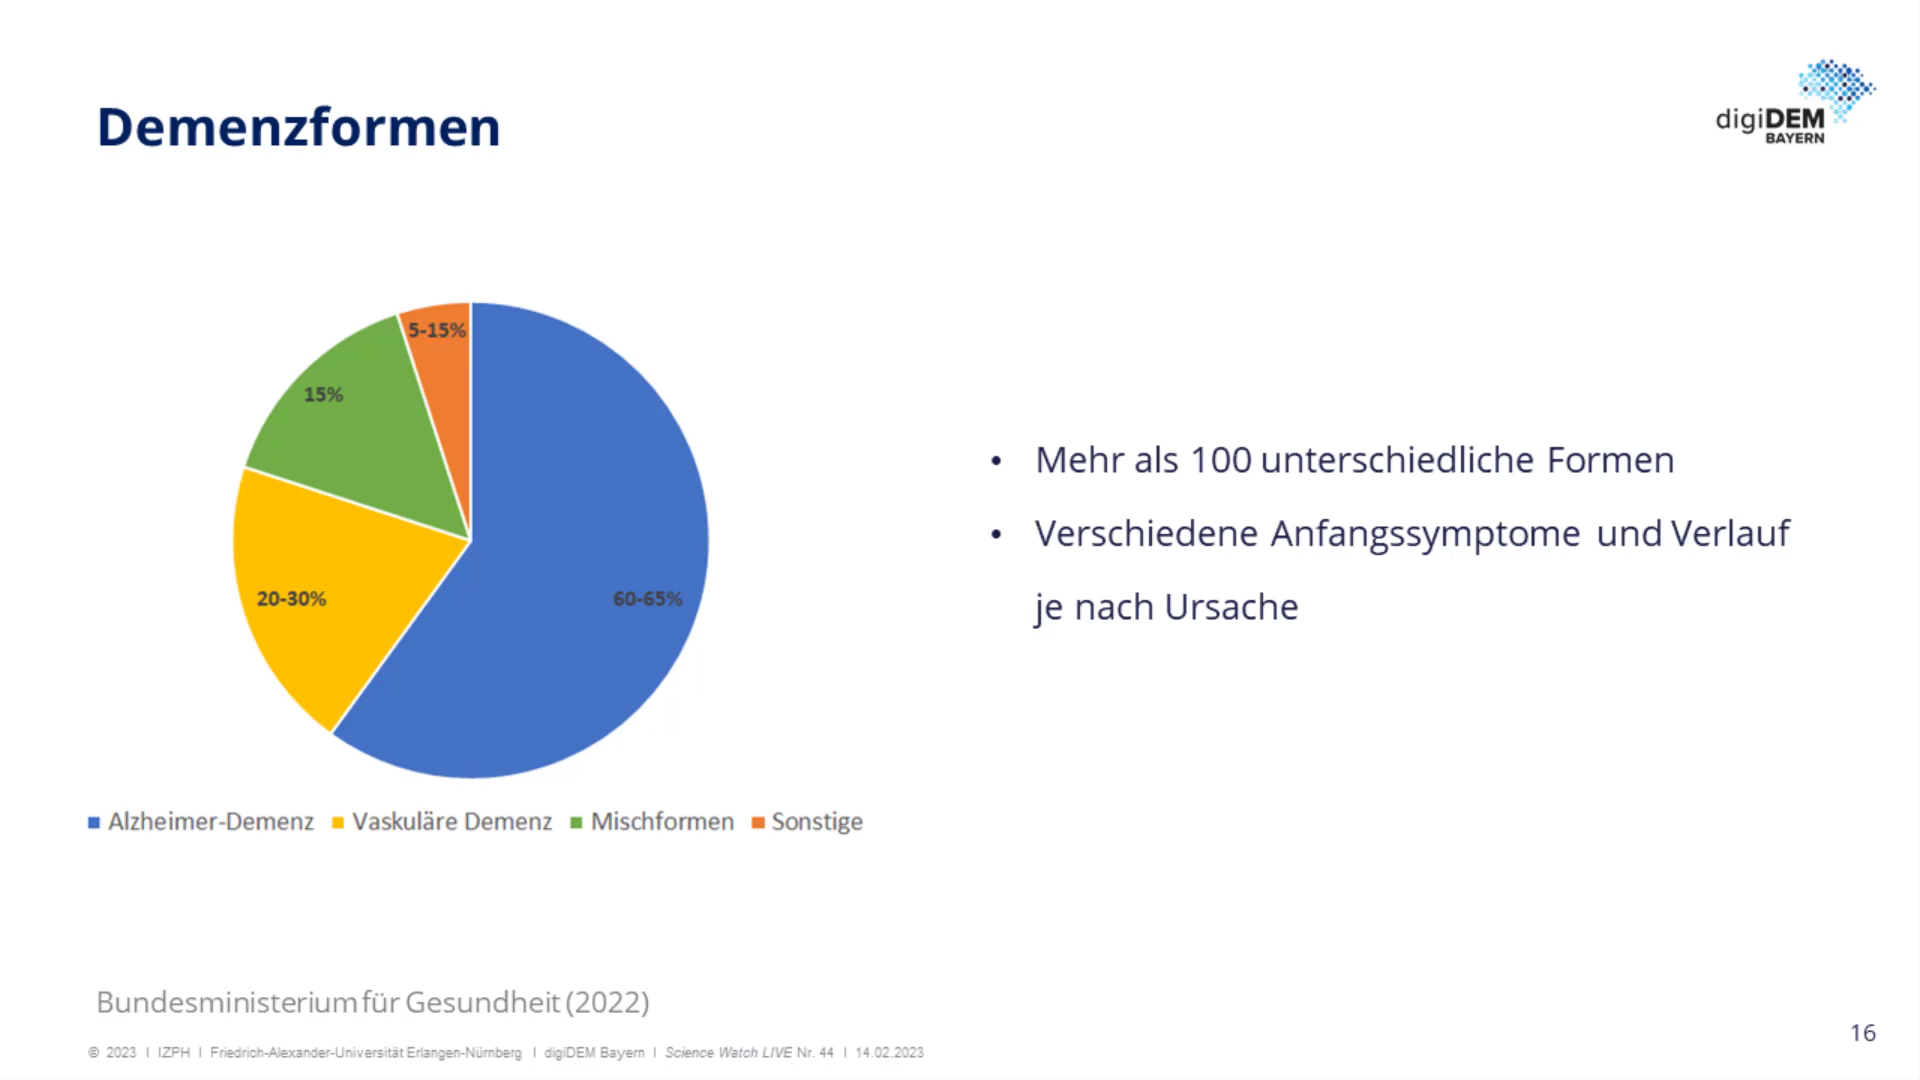 Demenzformen
digiDEM
BAYERN
5-15%
15%
20-30%
60-65%
Alzheimer-Demenz Vaskuläre Demenz Mischformen Sonstige
• Mehr als 100 unterschiedliche Formen
• Verschiedene Anfangssymptome und Verlauf
je nach Ursache
Bundesministerium für Gesundheit (2022)
© 2023 I IZPH I Friedrich-Alexander-Universität Erlangen-Nürnberg I digiDEM Bayern I Science Watch LIVE Nr. 44 I 14.02.2023
16